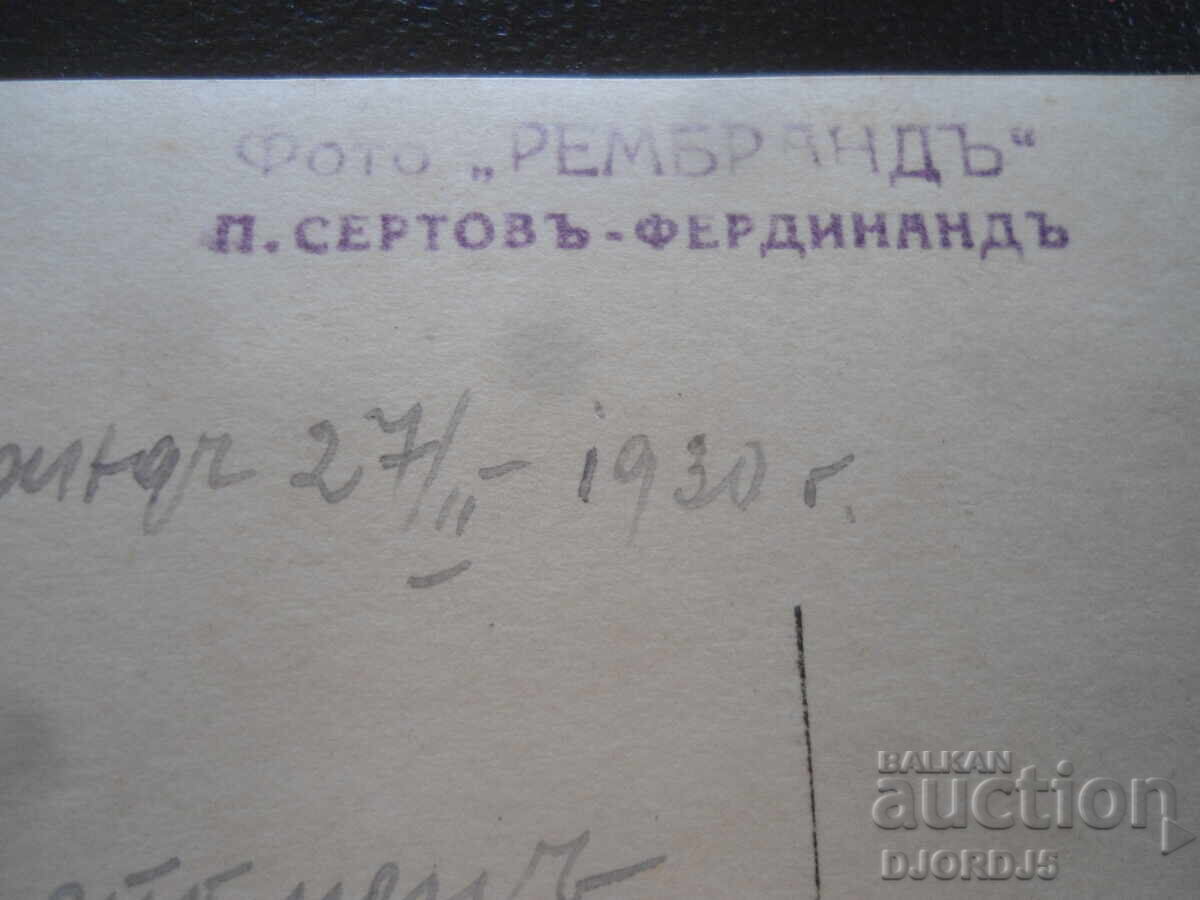 Фото „РЕМБРАНДЪ“
П. СЕРТОВЪ - ФЕРДИНАНДЪ
27/II - 1930 г.
BALKAN
auction
DJORDJ5